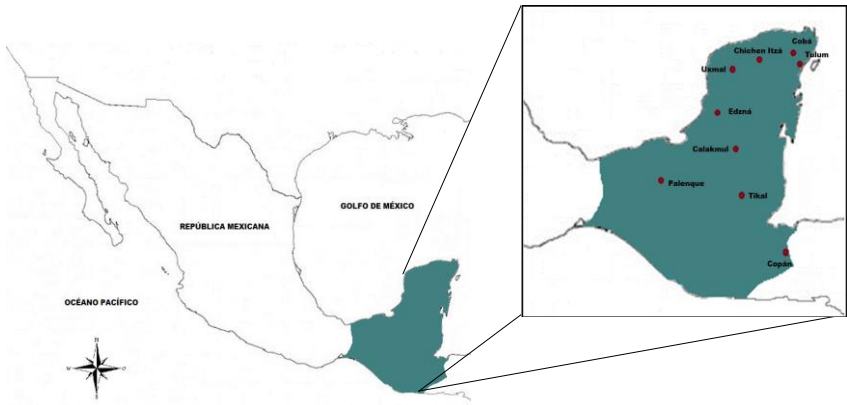 GOLFO DE MÉXICO
REPÚBLICA MEXICANA
OCÉANO PACÍFICO
N
W
O
S
Cobá
Chichen Itzá
Tulum
Uxmal
Edzná
Calakmul
Palenque
Tikal
Copán